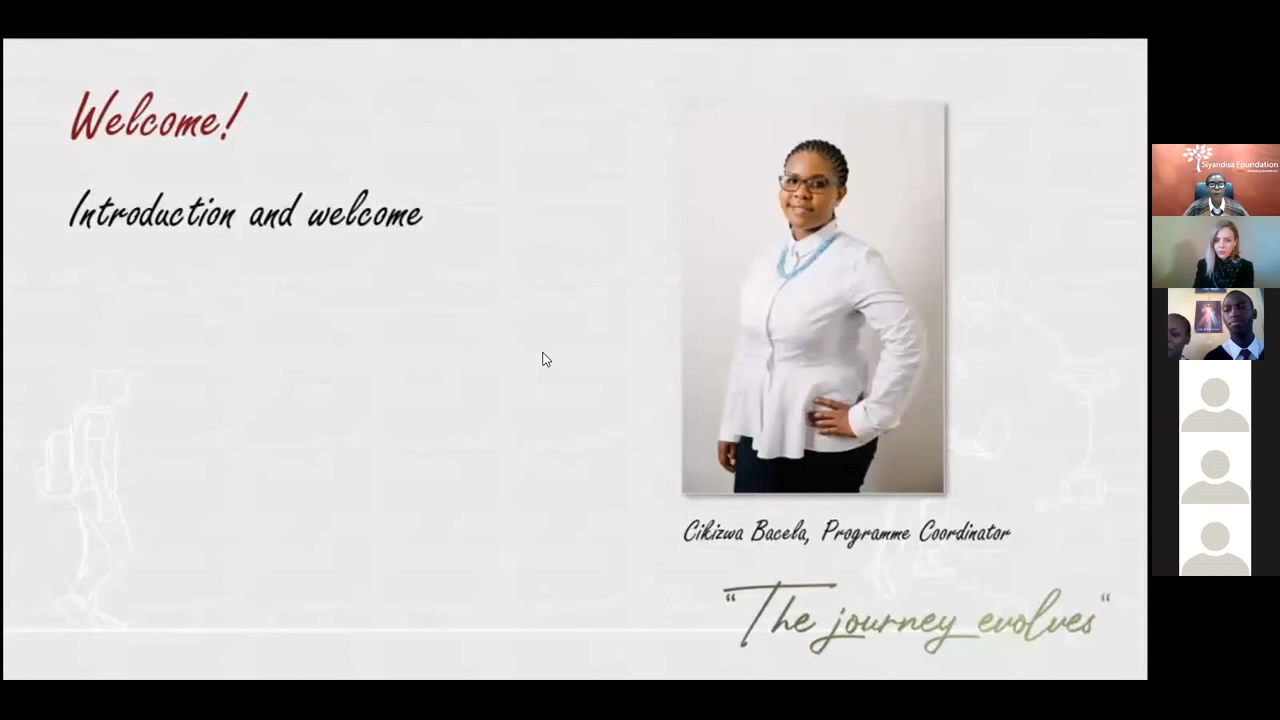 Welcome!
Introduction and welcome
Cikizwa Bacela, Programme Coordinator
“The journey evolves“
Siyandisa Foundation